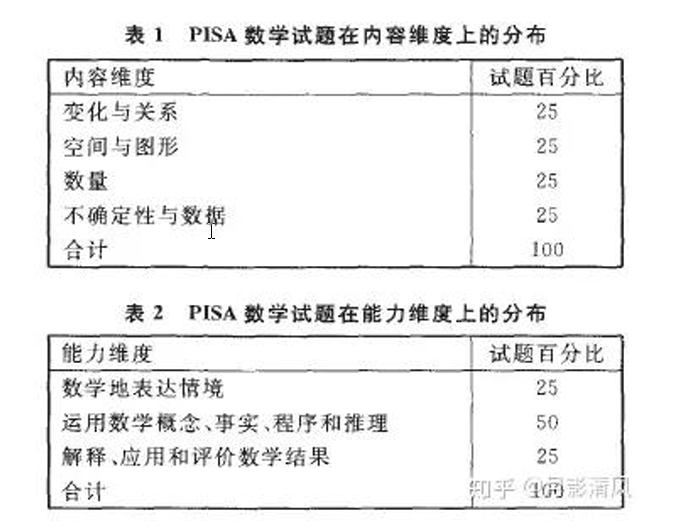 表 1 PISA 数学试题在内容维度上的分布
内容维度 试题百分比
变化与关系 25
空间与图形 25
数量 25
不确定性与数据 25
合计 100
表 2 PISA 数学试题在能力维度上的分布
能力维度 试题百分比
数学地表达情境 25
运用数学概念、事实、程序和推理 50
解释、应用和评价数学结果 25
合计 100
知乎 @影清风